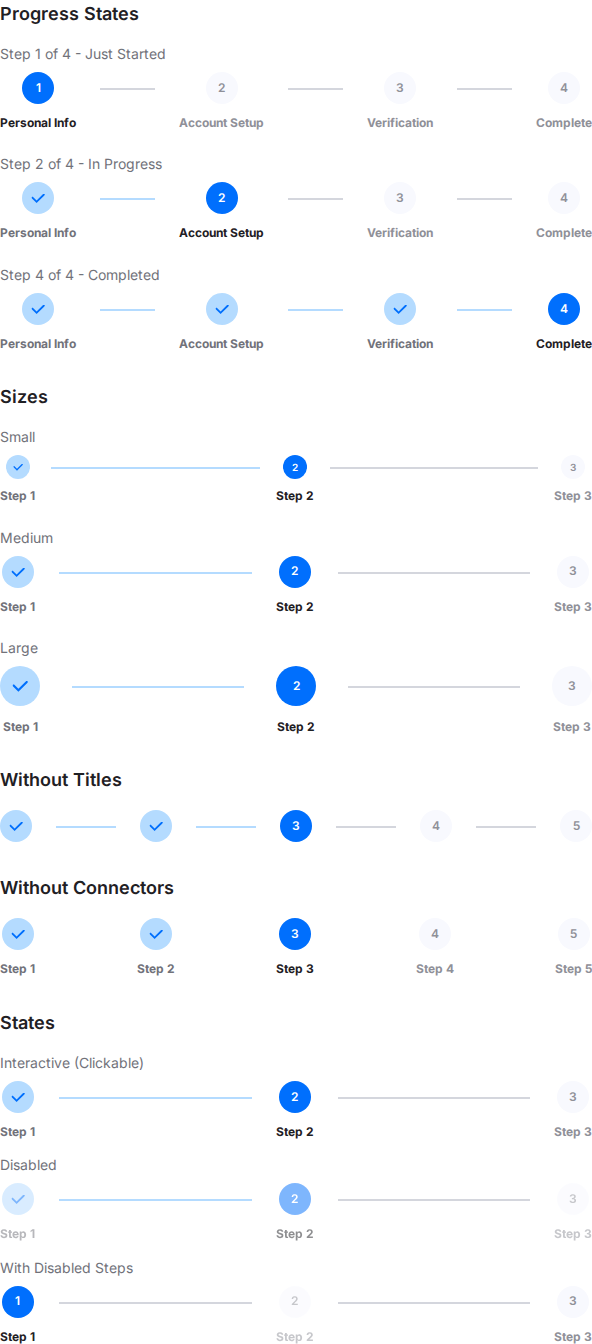 Progress States
Step 1 of 4 - Just Started
1 2 3 4
Personal Info Account Setup Verification Complete
Step 2 of 4 - In Progress
2 3 4
Personal Info Account Setup Verification Complete
Step 4 of 4 - Completed
4
Personal Info Account Setup Verification Complete
Sizes
Small
2 3
Step 1 Step 2 Step 3
Medium
2 3
Step 1 Step 2 Step 3
Large
2 3
Step 1 Step 2 Step 3
Without Titles
3 4 5
Without Connectors
3 4 5
Step 1 Step 2 Step 3 Step 4 Step 5
States
Interactive (Clickable)
2 3
Step 1 Step 2 Step 3
Disabled
2 3
Step 1 Step 2 Step 3
With Disabled Steps
1 2 3
Step 1 Step 2 Step 3